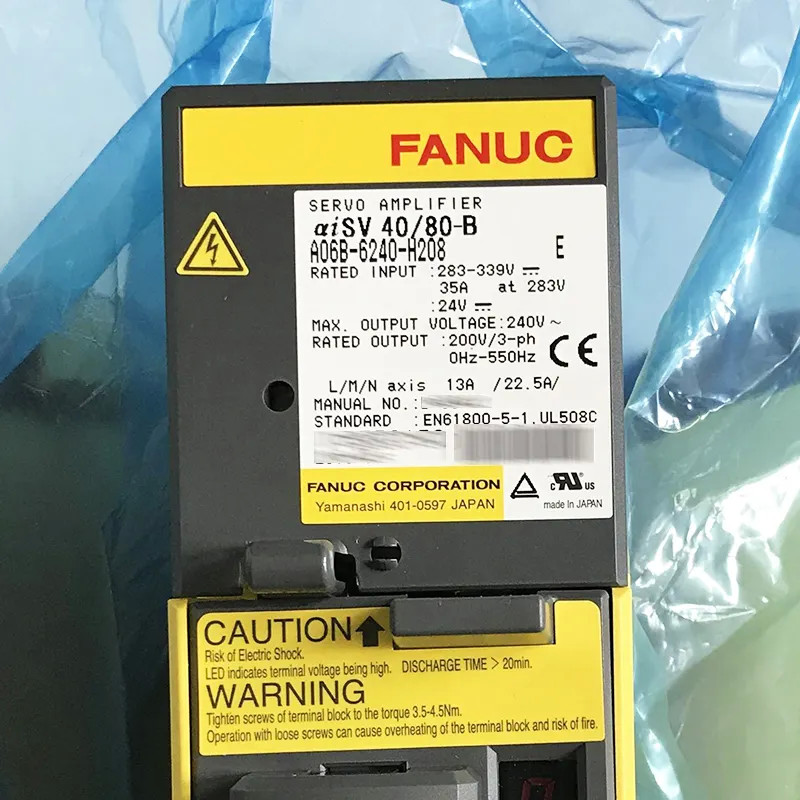 FANUC
SERVO AMPLIFIER
αiSV 40/80-B
A06B-6240-H208 E
RATED INPUT :283-339V ⎓
35A at 283V
:24V ⎓
MAX. OUTPUT VOLTAGE:240V ~
RATED OUTPUT :200V/3-ph
0Hz-550Hz CE
L/M/N axis 13A /22.5A/
MANUAL NO.:
STANDARD :EN61800-5-1,UL508C
FANUC CORPORATION
Yamanashi 401-0597 JAPAN
c UR US
made in JAPAN
CAUTION
Risk of Electric Shock.
LED indicates terminal voltage being high. DISCHARGE TIME > 20min.
WARNING
Tighten screws of terminal block to the torque 3.5-4.5Nm.
Operation with loose screws can cause overheating of the terminal block and risk of fire.